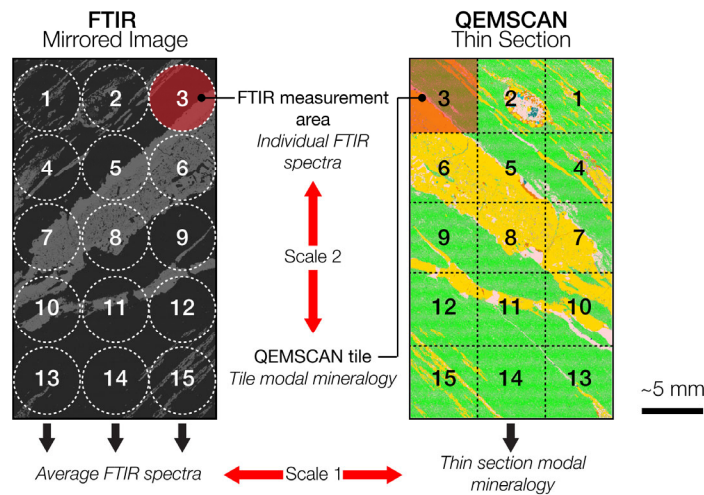 FTIR
Mirrored Image
QEMSCAN
Thin Section
1 2 3
4 5 6
7 8 9
10 11 12
13 14 15
FTIR measurement
area
Individual FTIR
spectra
Scale 2
QEMSCAN tile
Tile modal mineralogy
3 2 1
6 5 4
9 8 7
12 11 10
15 14 13
~5 mm
Average FTIR spectra
Scale 1
Thin section modal
mineralogy